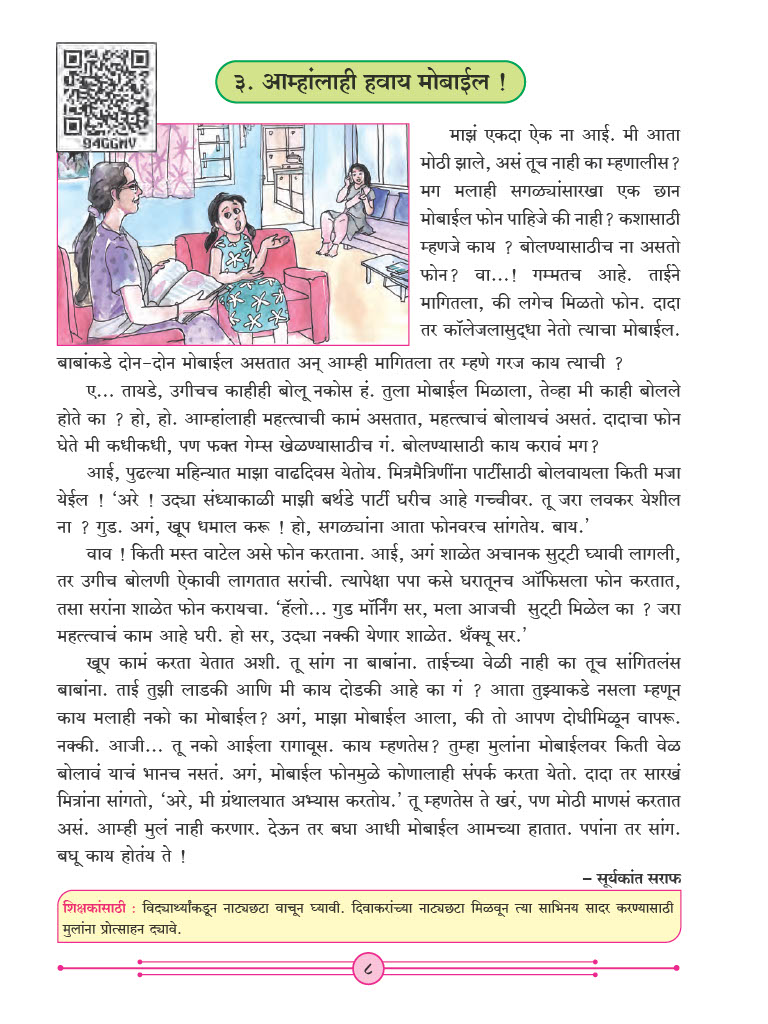 94GGMV
३. आम्हांलाही हवाय मोबाईल !
माझं एकदा ऐक ना आई. मी आता
मोठी झाले, असं तूच नाही का म्हणालीस?
मग मलाही सगळ्यांसारखा एक छान
मोबाईल फोन पाहिजे की नाही? कशासाठी
म्हणजे काय ? बोलण्यासाठीच ना असतो
फोन? वा...! गम्मतच आहे. ताईने
मागितला, की लगेच मिळतो फोन. दादा
तर कॉलेजलासुद्धा नेतो त्याचा मोबाईल.
बाबांकडे दोन-दोन मोबाईल असतात अन् आम्ही मागितला तर म्हणे गरज काय त्याची ?
ए... तायडे, उगीचच काहीही बोलू नकोस हं. तुला मोबाईल मिळाला, तेव्हा मी काही बोलले
होते का ? हो, हो. आम्हांलाही महत्त्वाची कामं असतात, महत्त्वाचं बोलायचं असतं. दादाचा फोन
घेते मी कधीकधी, पण फक्त गेम्स खेळण्यासाठीच गं. बोलण्यासाठी काय करावं मग?
आई, पुढल्या महिन्यात माझा वाढदिवस येतोय. मित्रमैत्रिणींना पार्टीसाठी बोलवायला किती मजा
येईल ! ‘अरे ! उद्या संध्याकाळी माझी बर्थडे पार्टी घरीच आहे गच्चीवर. तू जरा लवकर येशील
ना ? गुड. अगं, खूप धमाल करू ! हो, सगळ्यांना आता फोनवरच सांगतेय. बाय.’
वाव ! किती मस्त वाटेल असे फोन करताना. आई, अगं शाळेत अचानक सुट्टी घ्यावी लागली,
तर उगीच बोलणी ऐकावी लागतात सरांची. त्यापेक्षा पपा कसे घरातूनच ऑफिसला फोन करतात,
तसा सरांना शाळेत फोन करायचा. ‘हॅलो... गुड मॉर्निंग सर, मला आजची सुट्टी मिळेल का ? जरा
महत्त्वाचं काम आहे घरी. हो सर, उद्या नक्की येणार शाळेत. थँक्यू सर.’
खूप कामं करता येतात अशी. तू सांग ना बाबांना. ताईच्या वेळी नाही का तूच सांगितलंस
बाबांना. ताई तुझी लाडकी आणि मी काय दोडकी आहे का गं ? आता तुझ्याकडे नसला म्हणून
काय मलाही नको का मोबाईल? अगं, माझा मोबाईल आला, की तो आपण दोघीमिळून वापरू.
नक्की. आजी... तू नको आईला रागावूस. काय म्हणतेस? तुम्हा मुलांना मोबाईलवर किती वेळ
बोलावं याचं भानच नसतं. अगं, मोबाईल फोनमुळे कोणालाही संपर्क करता येतो. दादा तर सारखं
मित्रांना सांगतो, ‘अरे, मी ग्रंथालयात अभ्यास करतोय.’ तू म्हणतेस ते खरं, पण मोठी माणसं करतात
असं. आम्ही मुलं नाही करणार. देऊन तर बघा आधी मोबाईल आमच्या हातात. पपांना तर सांग.
बघू काय होतंय ते !
– सूर्यकांत सराफ
शिक्षकांसाठी : विद्यार्थ्यांकडून नाट्यछटा वाचून घ्यावी. दिवाकरांच्या नाट्यछटा मिळवून त्या साभिनय सादर करण्यासाठी
मुलांना प्रोत्साहन द्यावे.
८